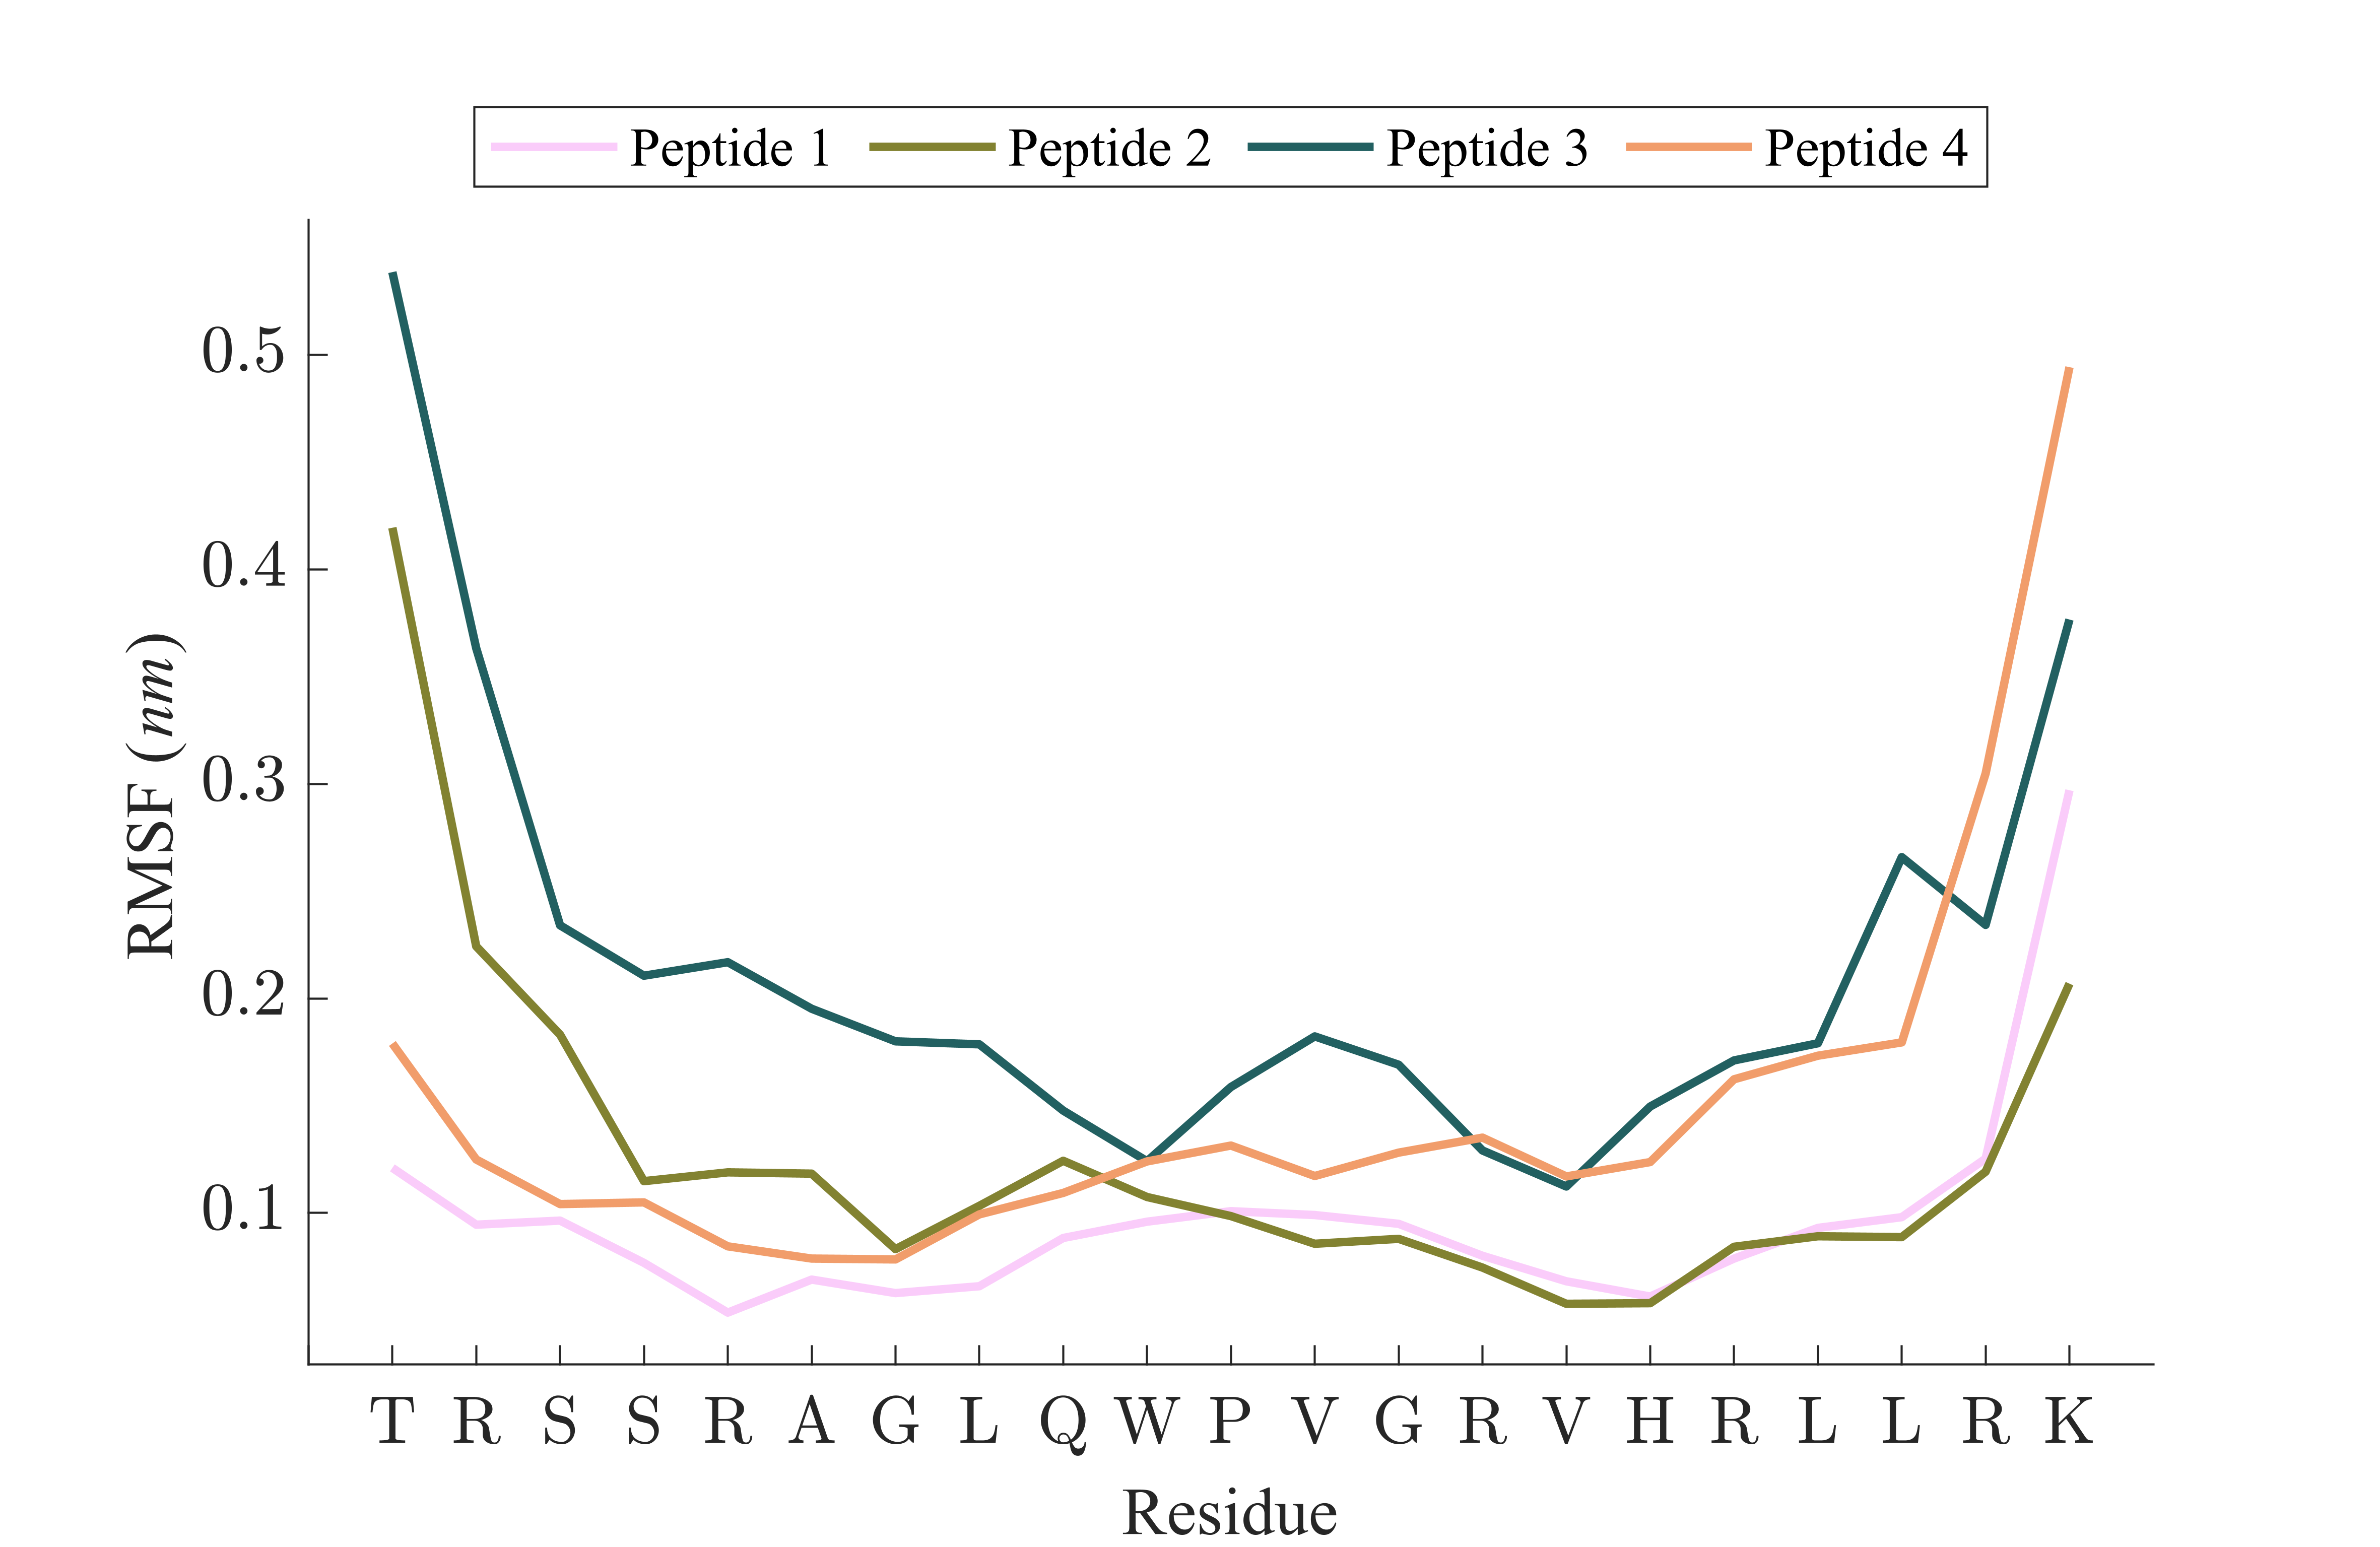 Peptide 1 Peptide 2 Peptide 3 Peptide 4
RMSF (nm)
0.5
0.4
0.3
0.2
0.1
T R S S R A G L Q W P V G R V H R L L R K
Residue